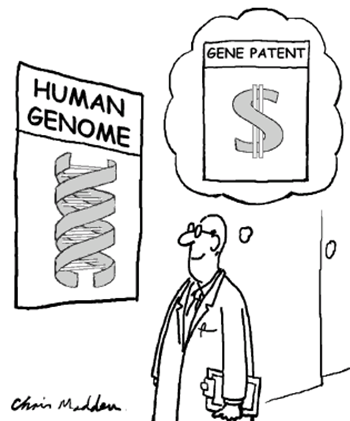 GENE PATENT
$
HUMAN
GENOME
Chris Madden